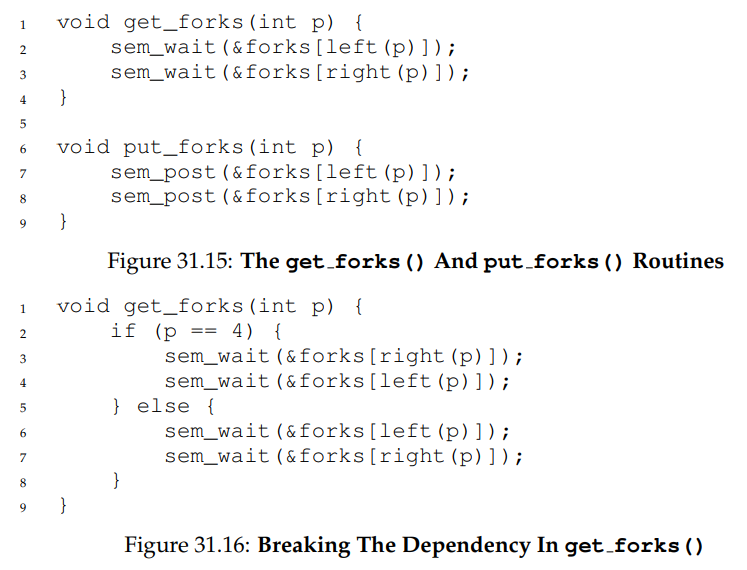 1 void get_forks(int p) {
2     sem_wait(&forks[left(p)]);
3     sem_wait(&forks[right(p)]);
4 }
5
6 void put_forks(int p) {
7     sem_post(&forks[left(p)]);
8     sem_post(&forks[right(p)]);
9 }
Figure 31.15: The get_forks() And put_forks() Routines
1 void get_forks(int p) {
2     if (p == 4) {
3         sem_wait(&forks[right(p)]);
4         sem_wait(&forks[left(p)]);
5     } else {
6         sem_wait(&forks[left(p)]);
7         sem_wait(&forks[right(p)]);
8     }
9 }
Figure 31.16: Breaking The Dependency In get_forks()